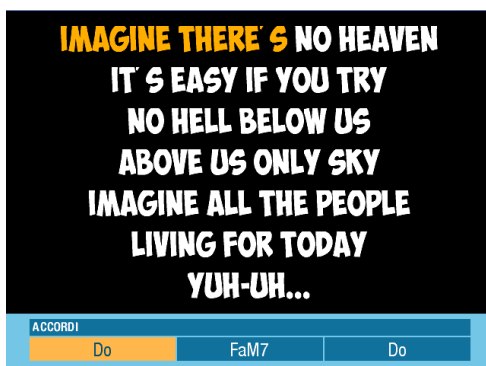 IMAGINE THERE'S NO HEAVEN
IT'S EASY IF YOU TRY
NO HELL BELOW US
ABOVE US ONLY SKY
IMAGINE ALL THE PEOPLE
LIVING FOR TODAY
YUH-UH...
ACCORDI
Do FaM7 Do